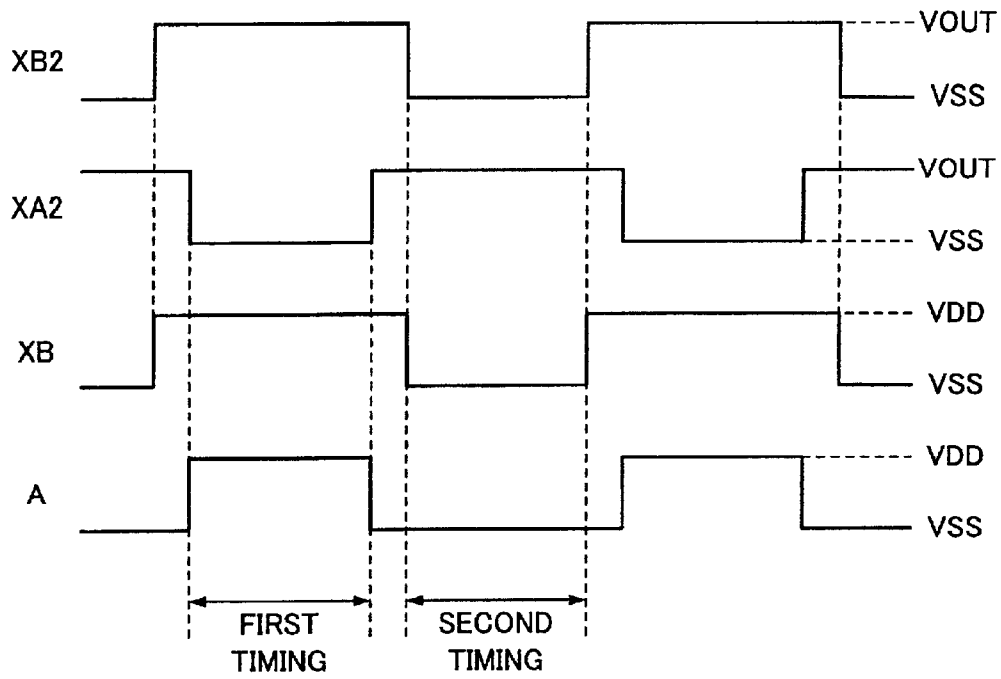 VOUT
XB2
VSS
VOUT
XA2
VSS
VDD
XB
VSS
VDD
A
VSS
FIRST
TIMING
SECOND
TIMING